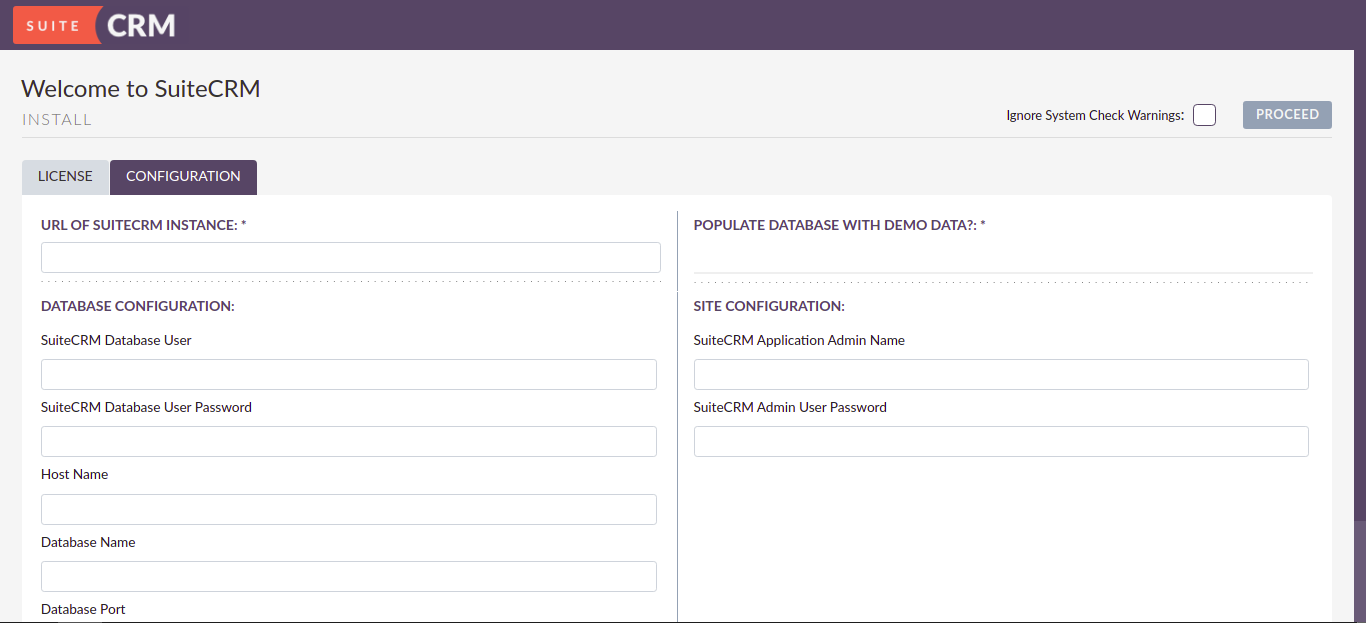 SUITE CRM
Welcome to SuiteCRM
INSTALL
Ignore System Check Warnings:
PROCEED
LICENSE
CONFIGURATION
URL OF SUITECRM INSTANCE: *
POPULATE DATABASE WITH DEMO DATA?: *
DATABASE CONFIGURATION:
SuiteCRM Database User
SuiteCRM Database User Password
Host Name
Database Name
Database Port
SITE CONFIGURATION:
SuiteCRM Application Admin Name
SuiteCRM Admin User Password